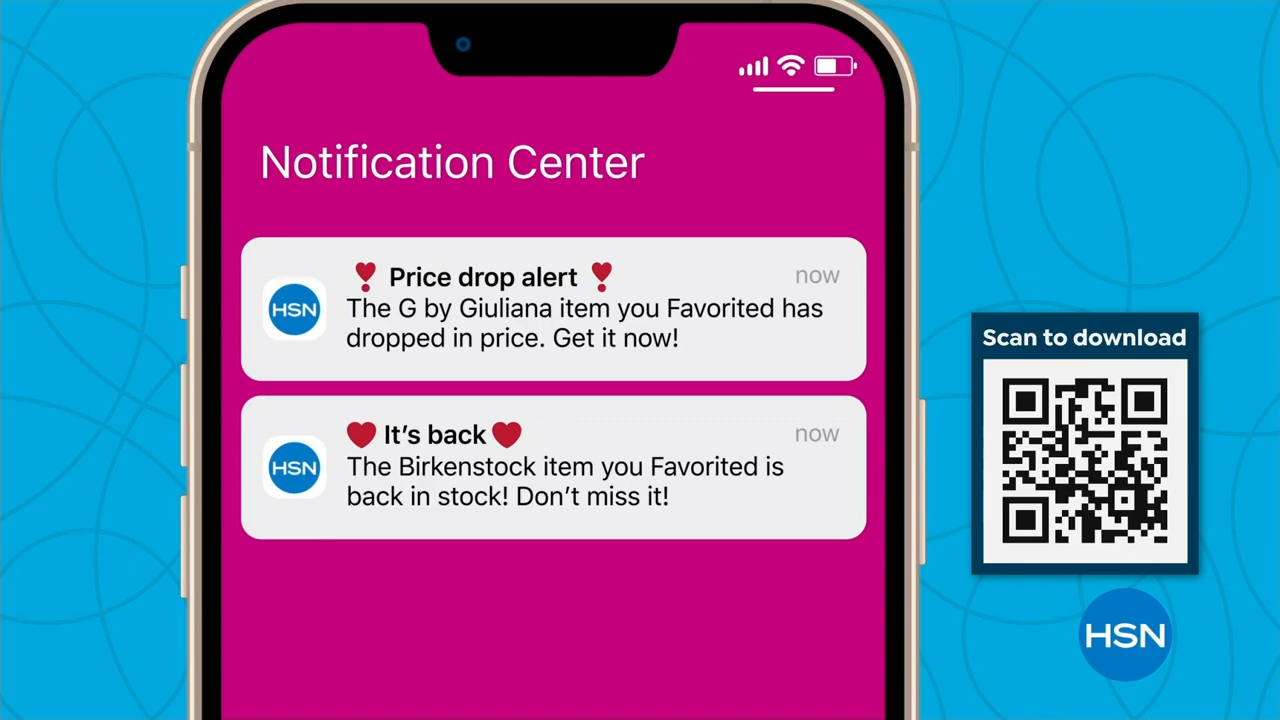 Notification Center
❣ Price drop alert ❣
now
HSN
The G by Giuliana item you Favorited has
dropped in price. Get it now!
❤ It’s back ❤
now
HSN
The Birkenstock item you Favorited is
back in stock! Don’t miss it!
Scan to download
HSN